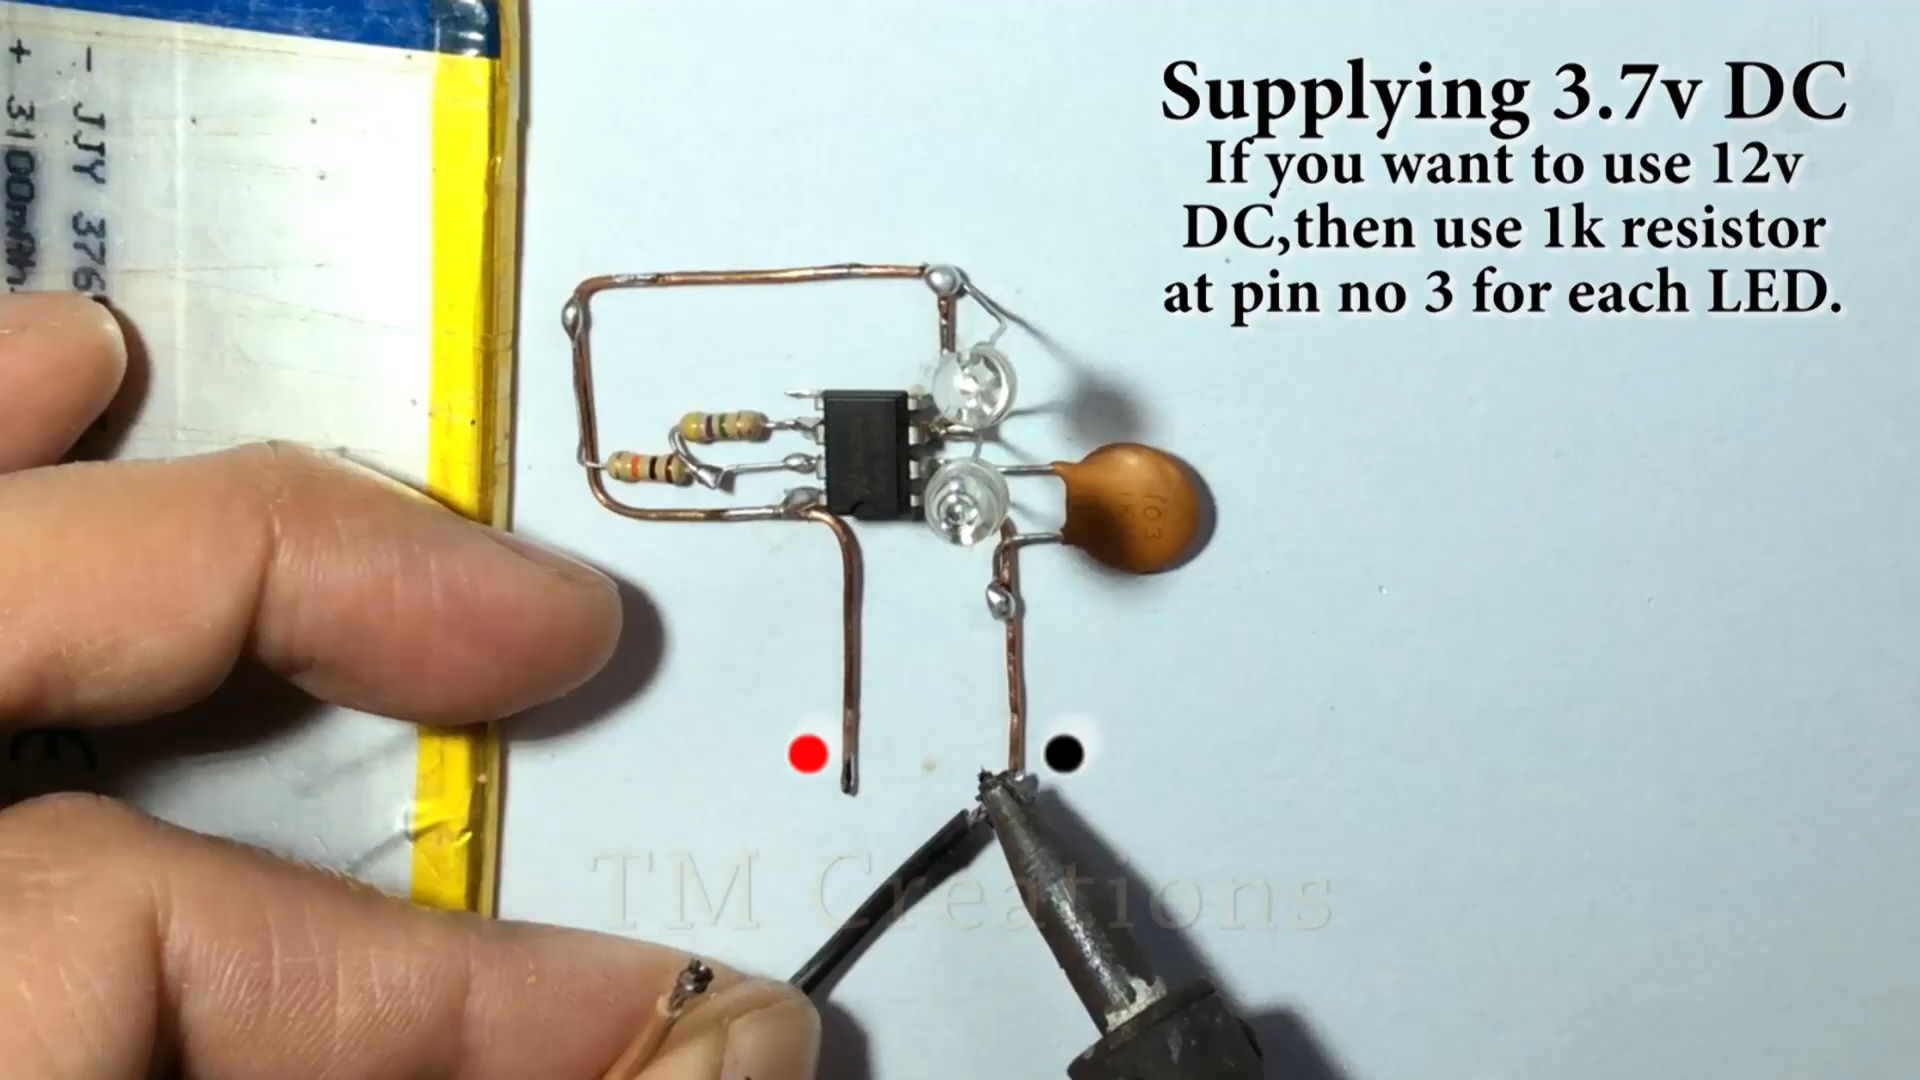 Supplying 3.7v DC
If you want to use 12v
DC,then use 1k resistor
at pin no 3 for each LED.
- JJY 376
+ 3100mAh
103
TM Creations